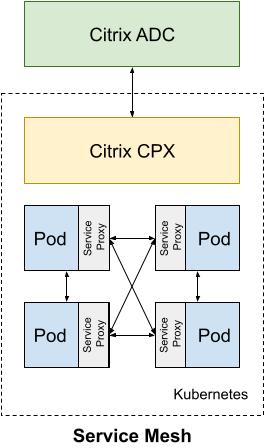 Citrix ADC
Citrix CPX
Pod
Service
Proxy
Service
Proxy
Pod
Pod
Service
Proxy
Service
Proxy
Pod
Kubernetes
Service Mesh